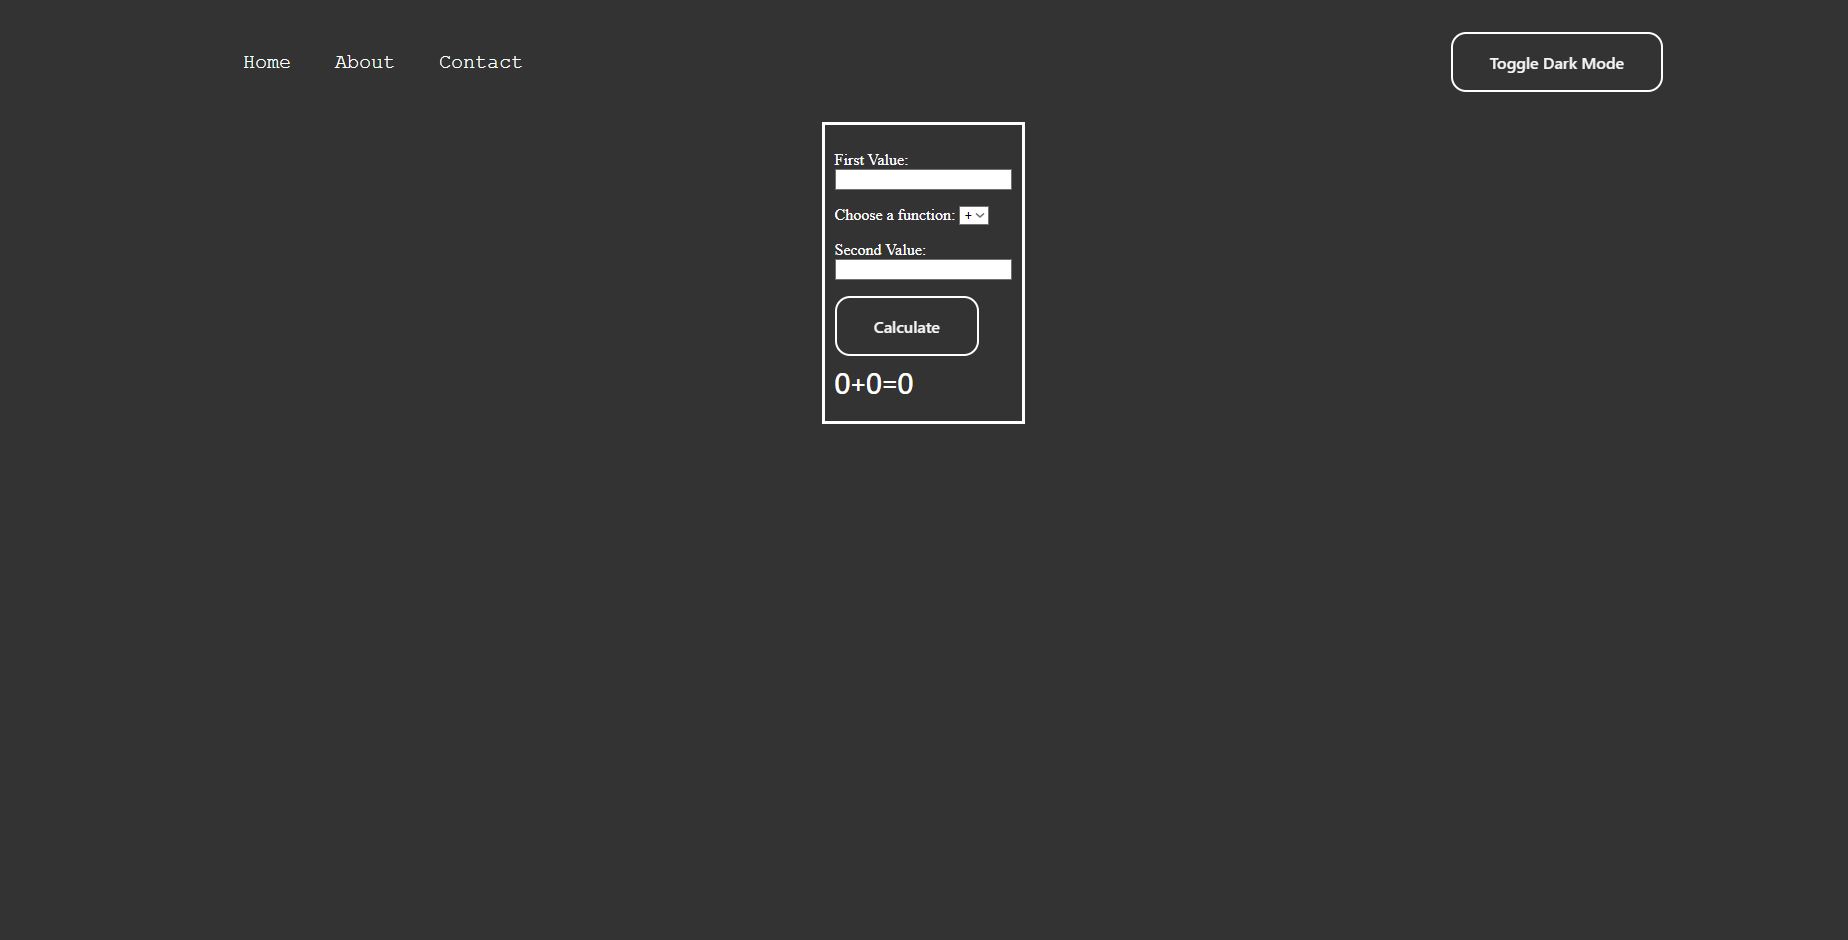 Home About Contact Toggle Dark Mode
First Value:
Choose a function: +
Second Value:
Calculate
0+0=0